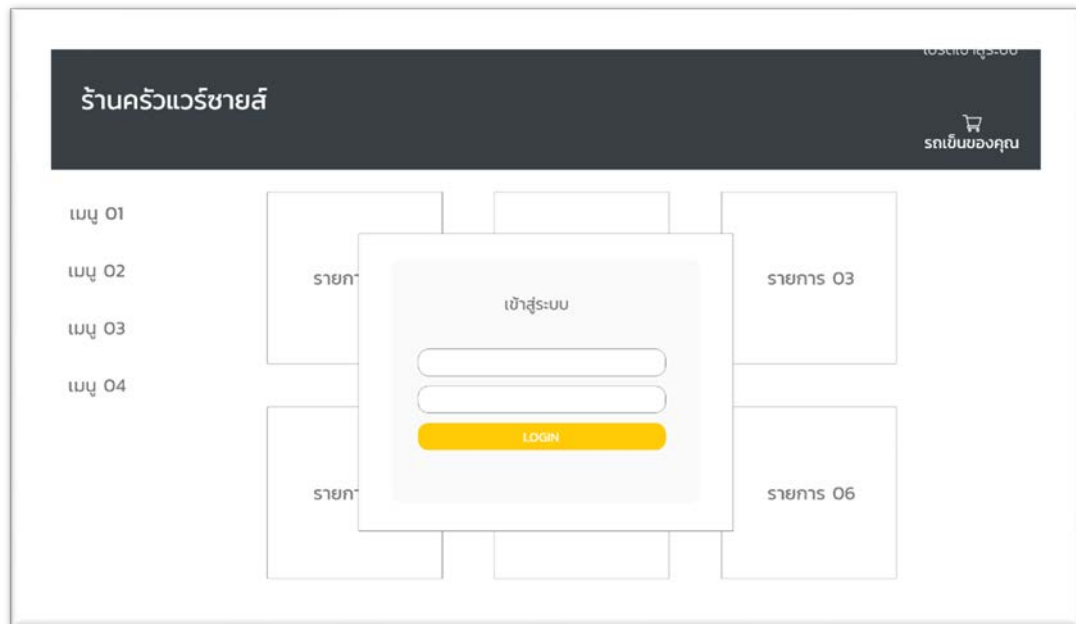 ร้านครัวแวร์ซายส์
รถเข็นของคุณ
เมนู 01
เมนู 02
เมนู 03
เมนู 04
รายการ 03
เข้าสู่ระบบ
LOGIN
รายการ 06